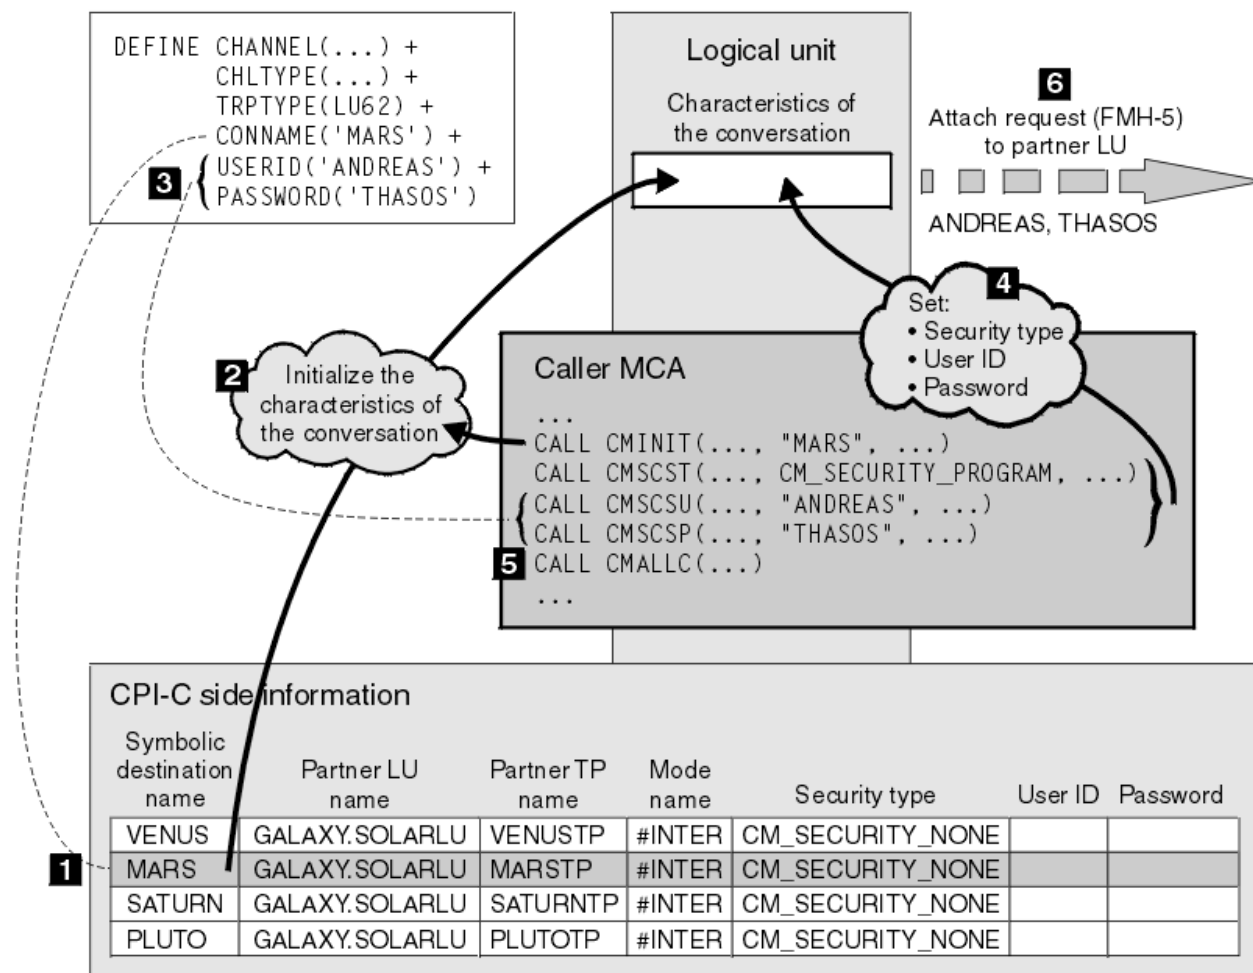 DEFINE CHANNEL(...) +
CHLTYPE(...) +
TRPTYPE(LU62) +
CONNAME('MARS') +
3
USERID('ANDREAS') +
PASSWORD('THASOS')
Logical unit
Characteristics of
the conversation
6
Attach request (FMH-5)
to partner LU
ANDREAS, THASOS
4
Set:
• Security type
• User ID
• Password
2
Initialize the
characteristics of
the conversation
Caller MCA
...
CALL CMINIT(..., "MARS", ...)
CALL CMSCST(..., CM_SECURITY_PROGRAM, ...)
CALL CMSCSU(..., "ANDREAS", ...)
CALL CMSCSP(..., "THASOS", ...)
5 CALL CMALLC(...)
...
CPI-C side information
Symbolic
destination
name
Partner LU
name
Partner TP
name
Mode
name
Security type
User ID
Password
VENUS GALAXY.SOLARLU VENUSTP #INTER CM_SECURITY_NONE
1 MARS GALAXY.SOLARLU MARSTP #INTER CM_SECURITY_NONE
SATURN GALAXY.SOLARLU SATURNTP #INTER CM_SECURITY_NONE
PLUTO GALAXY.SOLARLU PLUTOTP #INTER CM_SECURITY_NONE